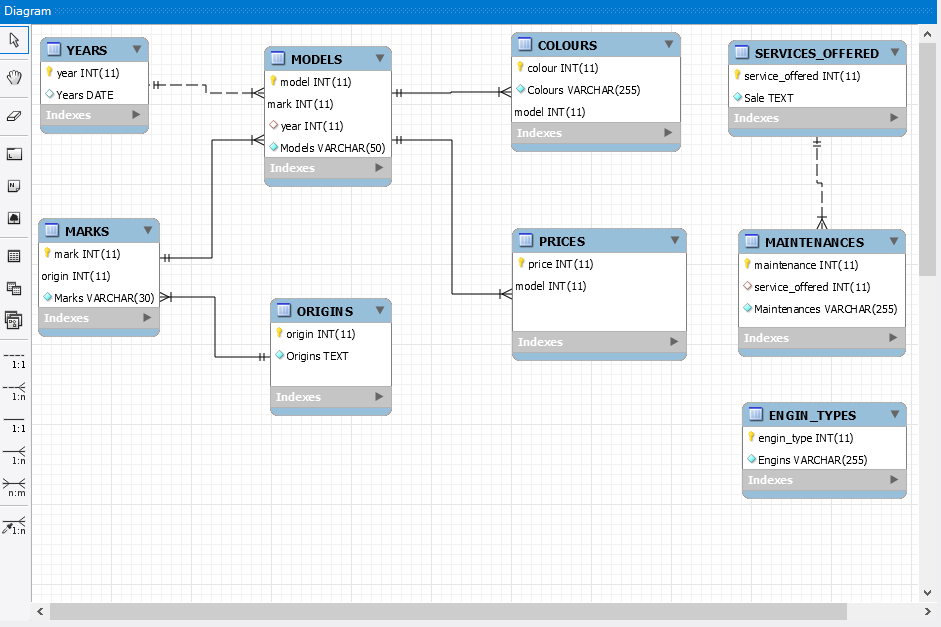 Diagram
YEARS
year INT(11)
Years DATE
Indexes
MODELS
model INT(11)
mark INT(11)
year INT(11)
Models VARCHAR(50)
Indexes
COLOURS
colour INT(11)
Colours VARCHAR(255)
model INT(11)
Indexes
SERVICES_OFFERED
service_offered INT(11)
Sale TEXT
Indexes
MARKS
mark INT(11)
origin INT(11)
Marks VARCHAR(30)
Indexes
ORIGINS
origin INT(11)
Origins TEXT
Indexes
PRICES
price INT(11)
model INT(11)
Indexes
MAINTENANCES
maintenance INT(11)
service_offered INT(11)
Maintenances VARCHAR(255)
Indexes
ENGIN_TYPES
engin_type INT(11)
Engins VARCHAR(255)
Indexes
1:1
1:n
1:1
1:n
n:m
1:n